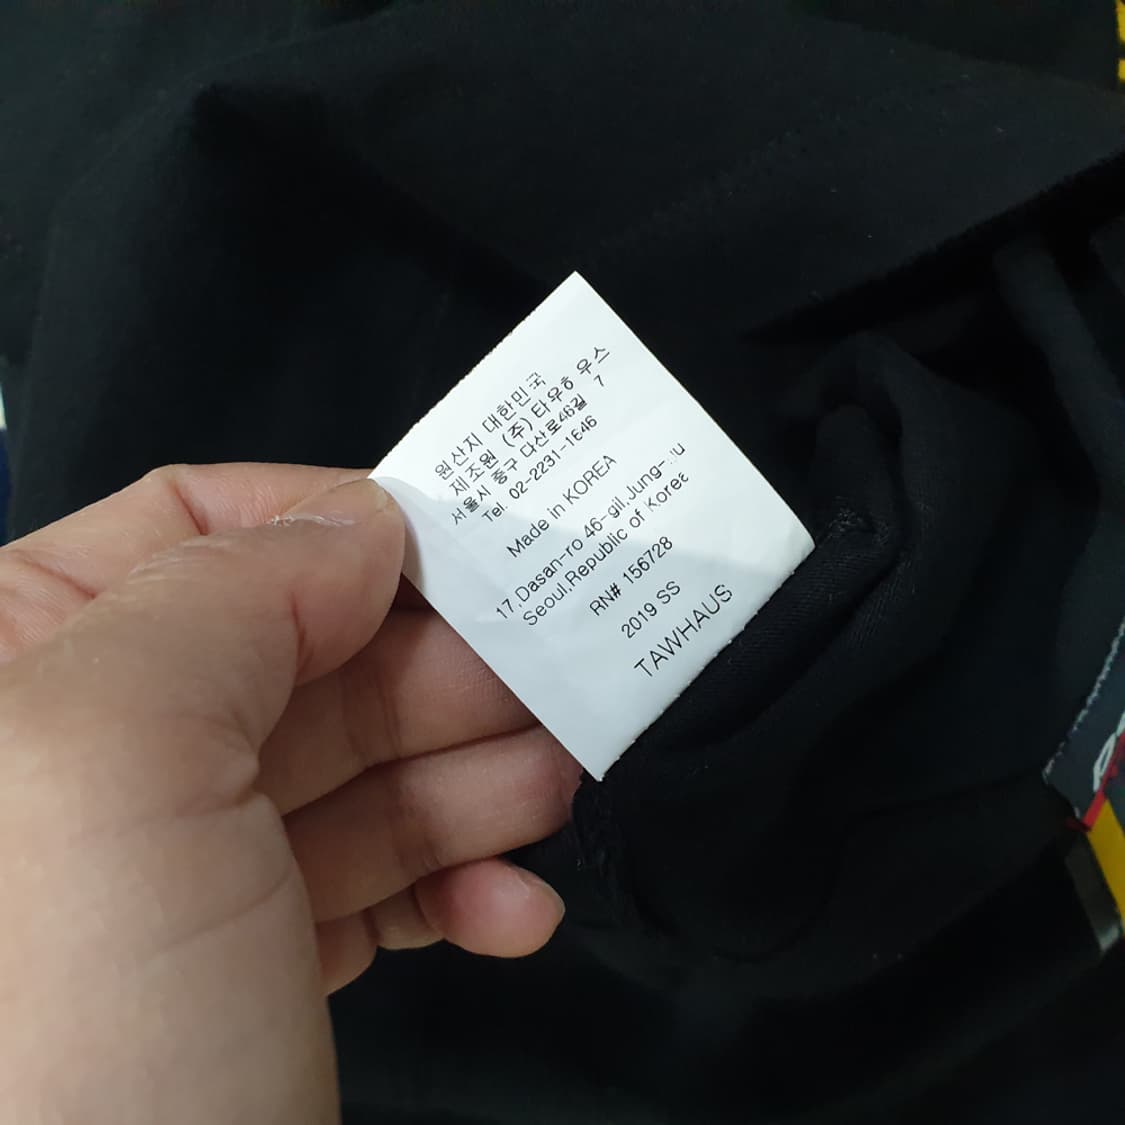 원산지 대한민국
제조원 (주)타우하우스
서울시 중구 다산로46길 7
Tel. 02-2231-1646
Made in KOREA
17,Dasan-ro 46-gil,Jung-
Seoul,Republic of Korea
RN# 156728
2019 SS
TAWHAUS